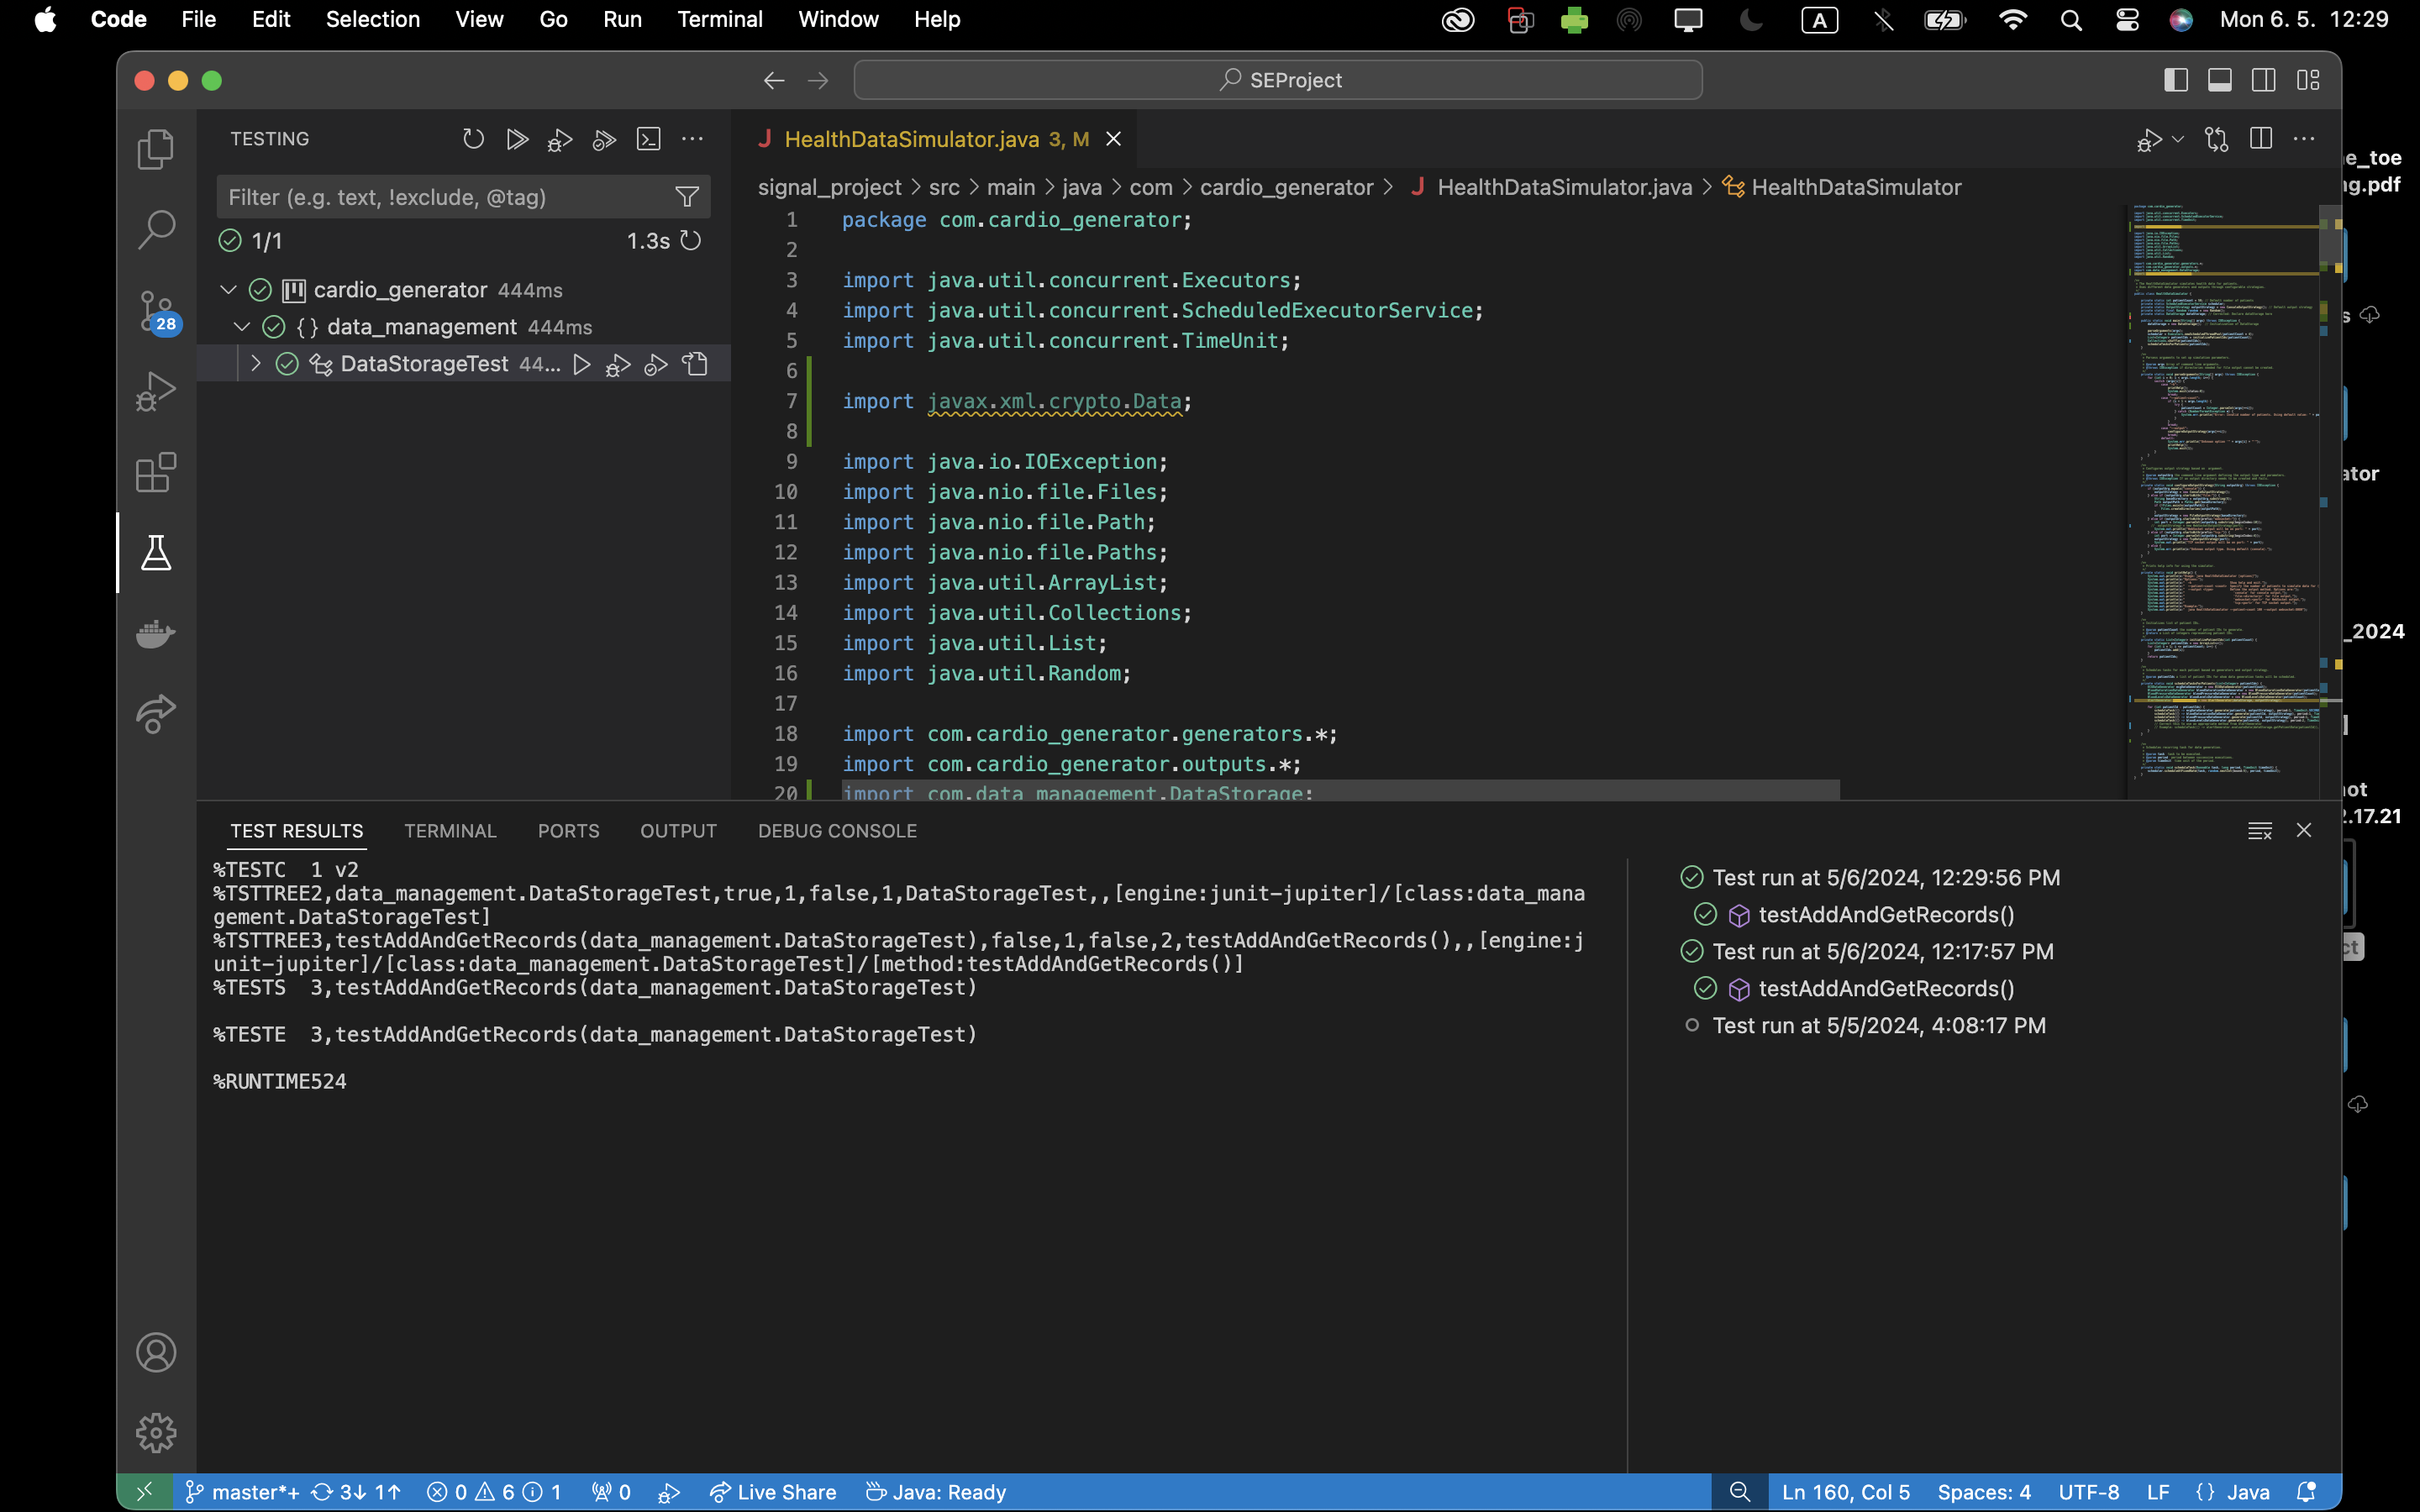 Code File Edit Selection View Go Run Terminal Window Help A Mon 6. 5. 12:29
SEProject
TESTING
HealthDataSimulator.java 3, M
Filter (e.g. text, !exclude, @tag)
1/1 1.3s
cardio_generator 444ms
data_management 444ms
DataStorageTest 44...
28
signal_project > src > main > java > com > cardio_generator > HealthDataSimulator.java > HealthDataSimulator
1 package com.cardio_generator;
2
3 import java.util.concurrent.Executors;
4 import java.util.concurrent.ScheduledExecutorService;
5 import java.util.concurrent.TimeUnit;
6
7 import javax.xml.crypto.Data;
8
9 import java.io.IOException;
10 import java.nio.file.Files;
11 import java.nio.file.Path;
12 import java.nio.file.Paths;
13 import java.util.ArrayList;
14 import java.util.Collections;
15 import java.util.List;
16 import java.util.Random;
17
18 import com.cardio_generator.generators.*;
19 import com.cardio_generator.outputs.*;
20 import com.data_management.DataStorage;
e_toe
ng.pdf
s
ator
_2024
]
ot
2.17.21
ct
TEST RESULTS TERMINAL PORTS OUTPUT DEBUG CONSOLE
%TESTC  1 v2
%TSTTREE2,data_management.DataStorageTest,true,1,false,1,DataStorageTest,,[engine:junit-jupiter]/[class:data_mana
gement.DataStorageTest]
%TSTTREE3,testAddAndGetRecords(data_management.DataStorageTest),false,1,false,2,testAddAndGetRecords(),,[engine:j
unit-jupiter]/[class:data_management.DataStorageTest]/[method:testAddAndGetRecords()]
%TESTS  3,testAddAndGetRecords(data_management.DataStorageTest)
%TESTE  3,testAddAndGetRecords(data_management.DataStorageTest)
%RUNTIME524
Test run at 5/6/2024, 12:29:56 PM
testAddAndGetRecords()
Test run at 5/6/2024, 12:17:57 PM
testAddAndGetRecords()
Test run at 5/5/2024, 4:08:17 PM
master*+ 3↓ 1↑ 0 6 1 0 Live Share Java: Ready Ln 160, Col 5 Spaces: 4 UTF-8 LF {} Java